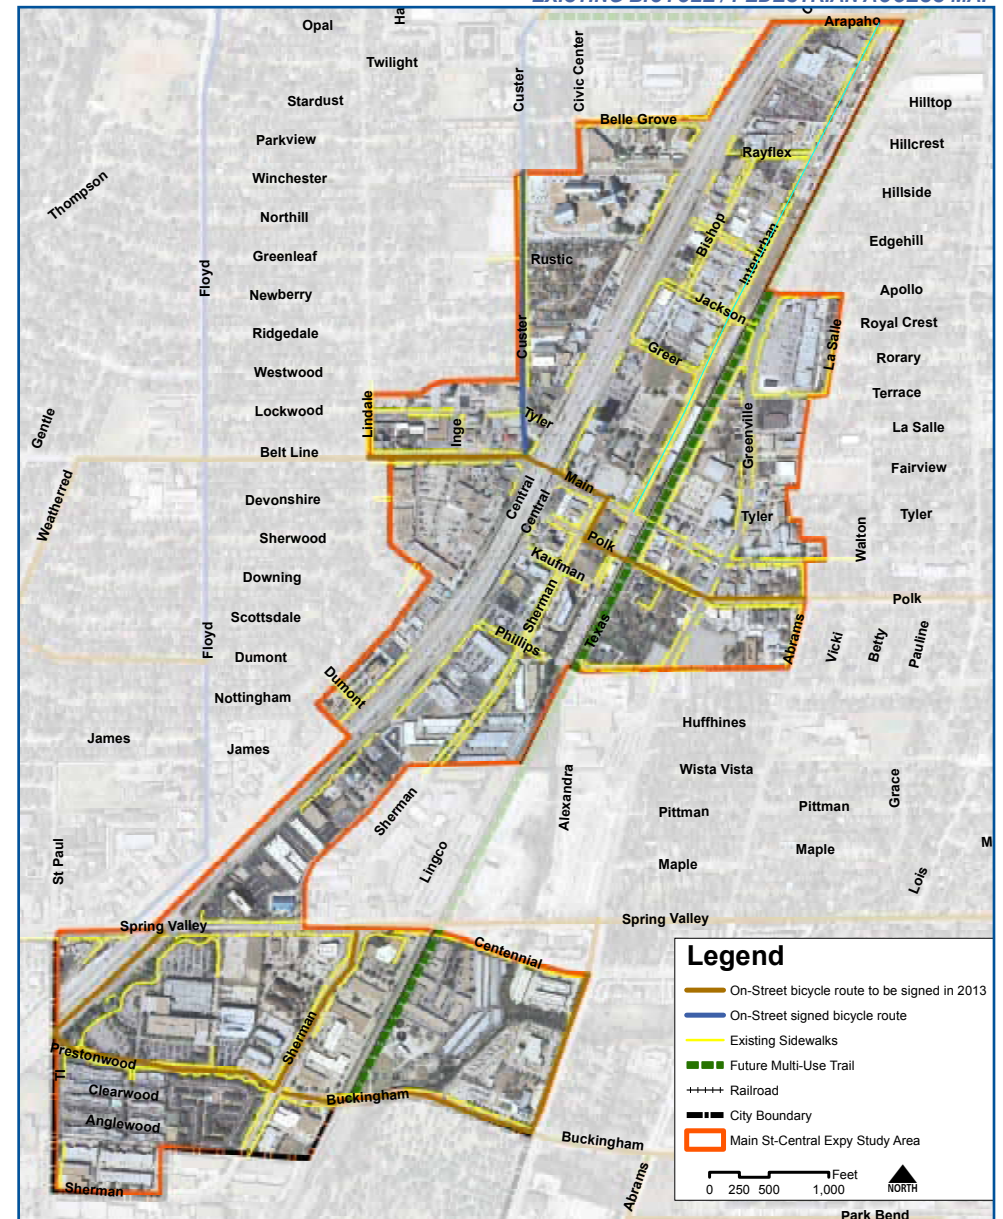 EXISTING BICYCLE / PEDESTRIAN ACCESS MAP
Opal
Ha
Arapaho
Twilight
Custer
Civic Center
Stardust
Hilltop
Belle Grove
Parkview
Hillcrest
Rayflex
Winchester
Thompson
Hillside
Northill
Bishop
Edgehill
Greenleaf
Rustic
Interurban
Floyd
Newberry
Apollo
Jackson
Royal Crest
Ridgedale
Custer
La Salle
Greer
Rorary
Westwood
Terrace
Lockwood
Lindale
Inge
Tyler
Gentle
Greenville
La Salle
Belt Line
Fairview
Main
Weatherred
Central
Central
Devonshire
Tyler
Tyler
Sherwood
Polk
Walton
Kaufman
Downing
Sherman
Polk
Scottsdale
Texas
Abrams
Vicki
Betty
Pauline
Floyd
Phillips
Dumont
Dumont
Nottingham
Huffhines
James
James
Wista Vista
Alexandra
Grace
Sherman
Pittman
Pittman
St Paul
Lingco
Maple
Maple
M
Lois
Spring Valley
Spring Valley
Centennial
Legend
On-Street bicycle route to be signed in 2013
On-Street signed bicycle route
Existing Sidewalks
Future Multi-Use Trail
Railroad
City Boundary
Main St-Central Expy Study Area
Feet
0 250 500 1,000
NORTH
Sherman
Prestonwood
TI
Clearwood
Buckingham
Anglewood
Buckingham
Abrams
Sherman
Park Bend